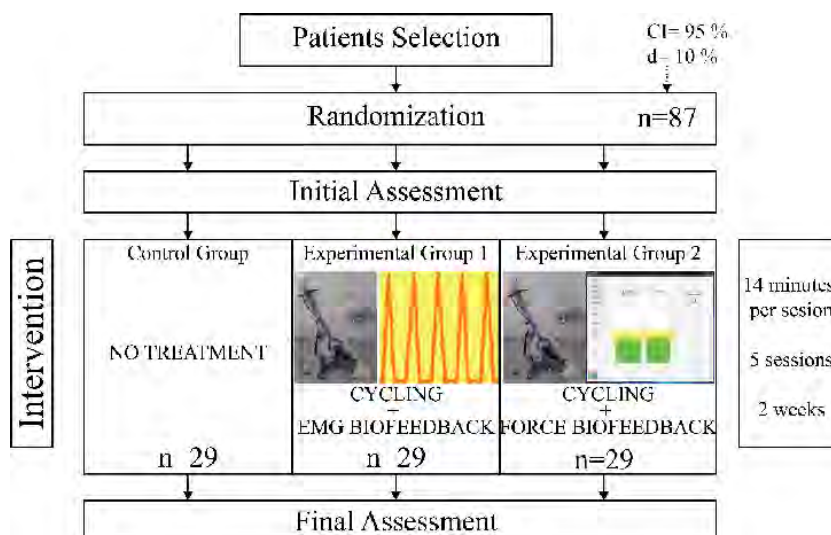 Patients Selection
CI= 95 %
d= 10 %
Randomization
n=87
Initial Assessment
Intervention
Control Group
NO TREATMENT
n 29
Experimental Group 1
CYCLING
+
EMG BIOFEEDBACK
n 29
Experimental Group 2
CYCLING
+
FORCE BIOFEEDBACK
n=29
14 minutes
per sesion
5 sessions
2 weeks
Final Assessment